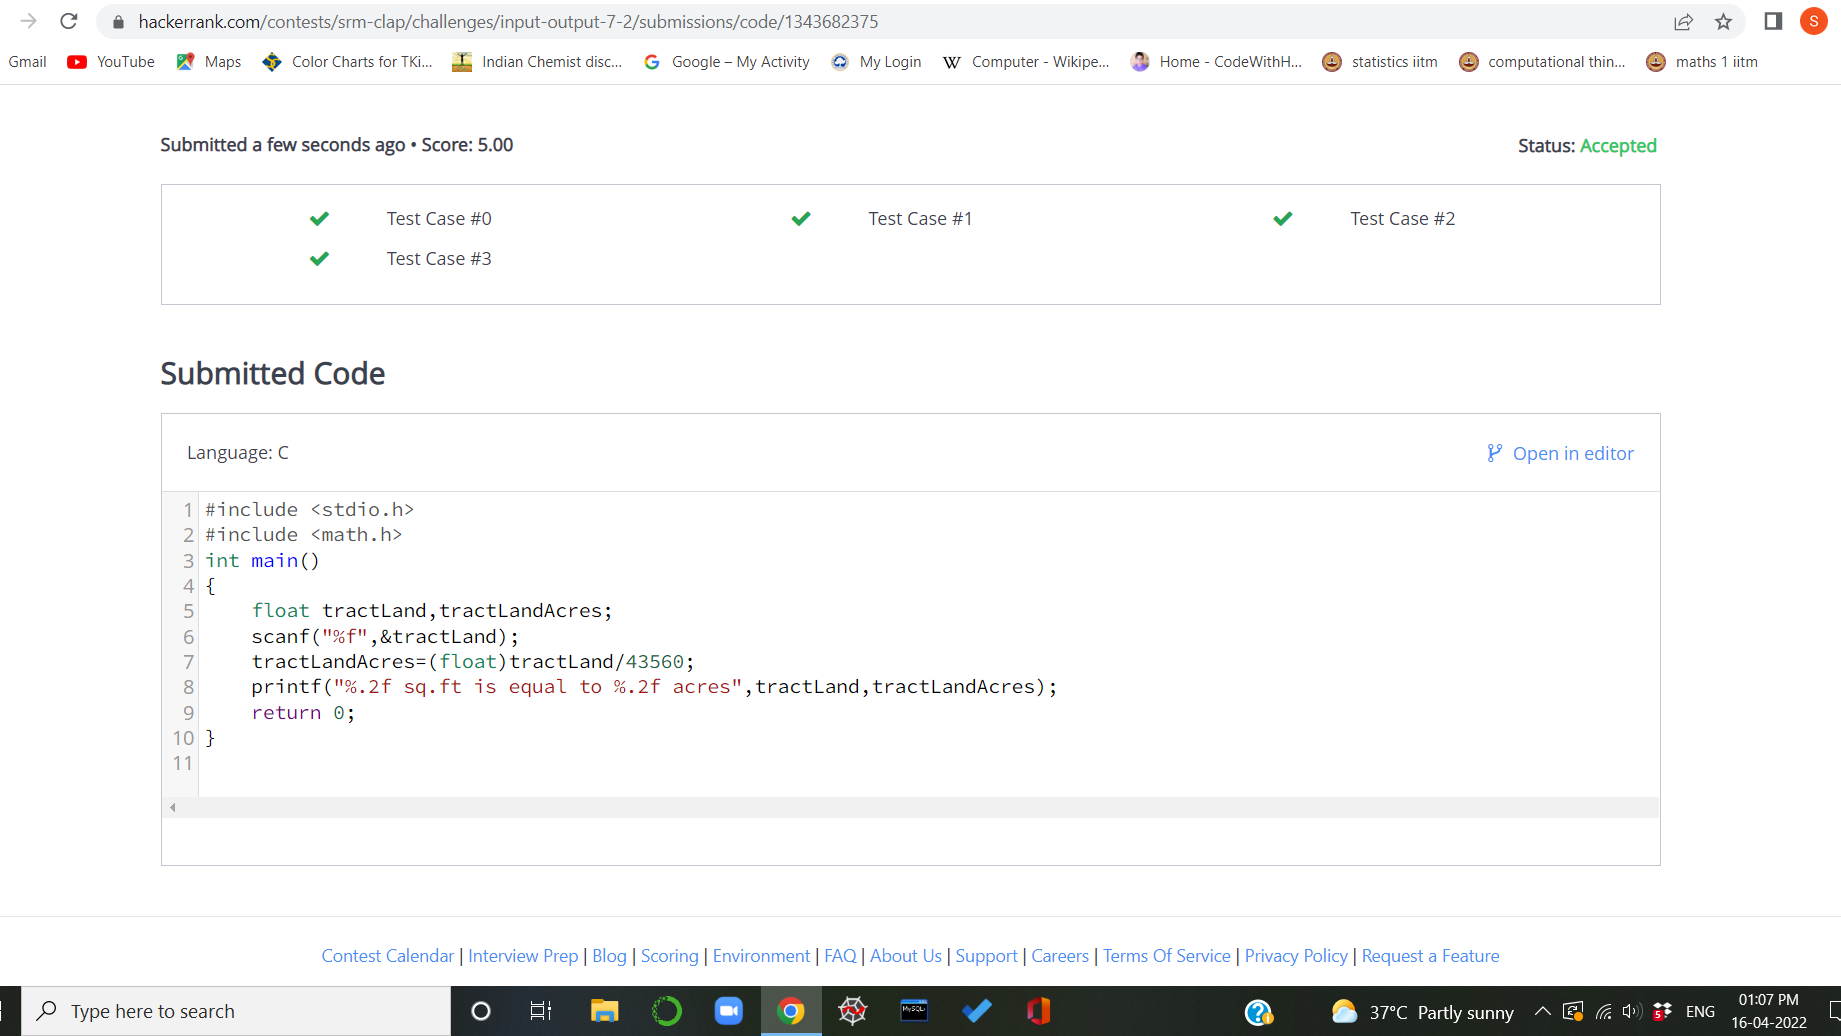 hackerrank.com/contests/srm-clap/challenges/input-output-7-2/submissions/code/1343682375
S
Gmail YouTube Maps Color Charts for TKi... Indian Chemist disc... Google – My Activity My Login Computer - Wikipe... Home - CodeWithH... statistics iitm computational thin... maths 1 iitm
Submitted a few seconds ago • Score: 5.00 Status: Accepted
Test Case #0 Test Case #1 Test Case #2
Test Case #3
Submitted Code
Language: C Open in editor
1 #include <stdio.h>
2 #include <math.h>
3 int main()
4 {
5 float tractLand,tractLandAcres;
6 scanf("%f",&tractLand);
7 tractLandAcres=(float)tractLand/43560;
8 printf("%.2f sq.ft is equal to %.2f acres",tractLand,tractLandAcres);
9 return 0;
10 }
11
Contest Calendar | Interview Prep | Blog | Scoring | Environment | FAQ | About Us | Support | Careers | Terms Of Service | Privacy Policy | Request a Feature
Type here to search MySQL 37°C Partly sunny 5 ENG 01:07 PM
16-04-2022